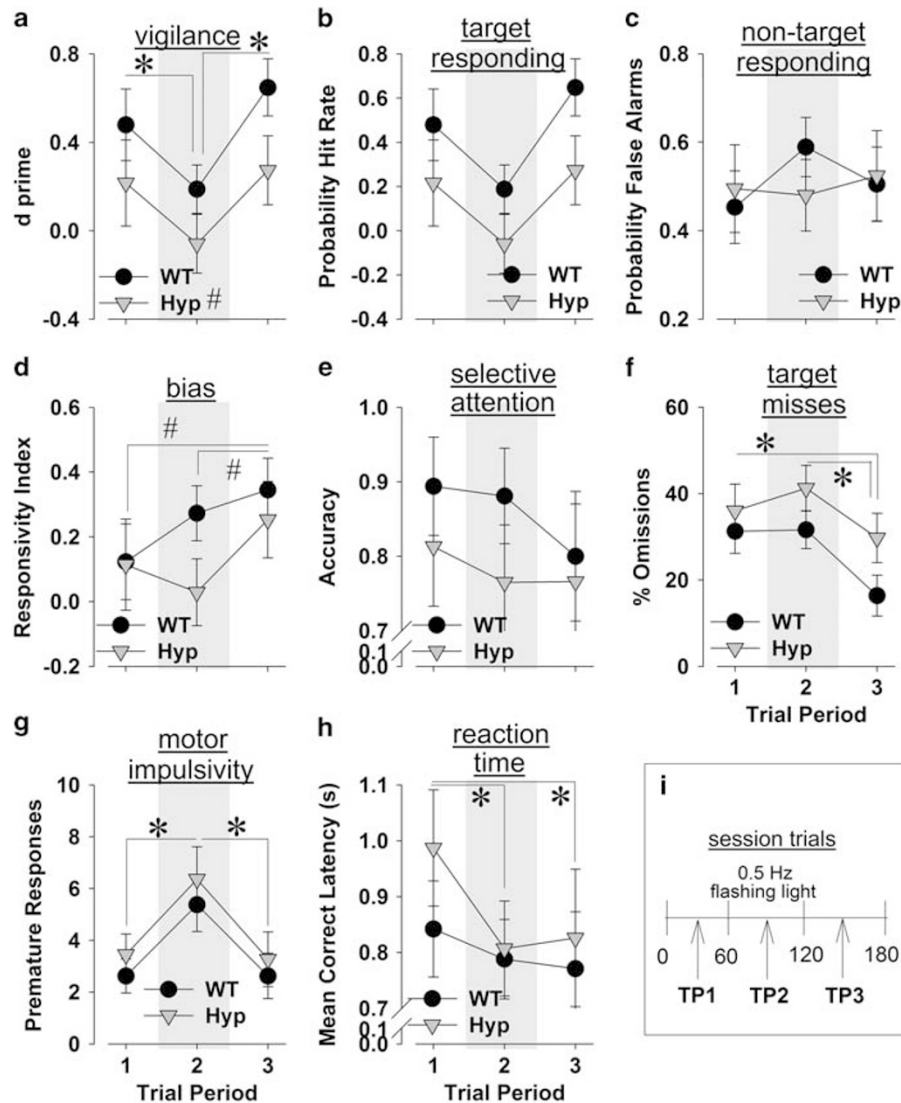 a
vigilance
*
*
d prime
0.8
0.4
0.0
-0.4
WT
Hyp
#
b
target
responding
Probability Hit Rate
0.8
0.6
0.4
0.2
0.0
-0.2
-0.4
WT
Hyp
c
non-target
responding
Probability False Alarms
0.8
0.6
0.4
0.2
WT
Hyp
d
bias
#
#
Responsivity Index
0.6
0.4
0.2
0.0
-0.2
WT
Hyp
e
selective
attention
Accuracy
1.0
0.9
0.8
0.7
0.1
0.0
WT
Hyp
f
target
misses
*
*
% Omissions
60
40
20
0
WT
Hyp
1 2 3
Trial Period
g
motor
impulsivity
* *
Premature Responses
10
8
6
4
2
0
WT
Hyp
1 2 3
Trial Period
h
reaction
time
* *
Mean Correct Latency (s)
1.1
1.0
0.9
0.8
0.7
0.1
0.0
WT
Hyp
1 2 3
Trial Period
i
session trials
0.5 Hz
flashing light
0 60 120 180
TP1 TP2 TP3